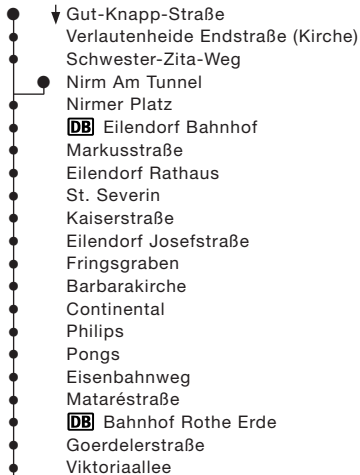 Gut-Knapp-Straße
Verlautenheide Endstraße (Kirche)
Schwester-Zita-Weg
Nirm Am Tunnel
Nirmer Platz
DB Eilendorf Bahnhof
Markusstraße
Eilendorf Rathaus
St. Severin
Kaiserstraße
Eilendorf Josefstraße
Fringsgraben
Barbarakirche
Continental
Philips
Pongs
Eisenbahnweg
Mataréstraße
DB Bahnhof Rothe Erde
Goerdelerstraße
Viktoriaallee